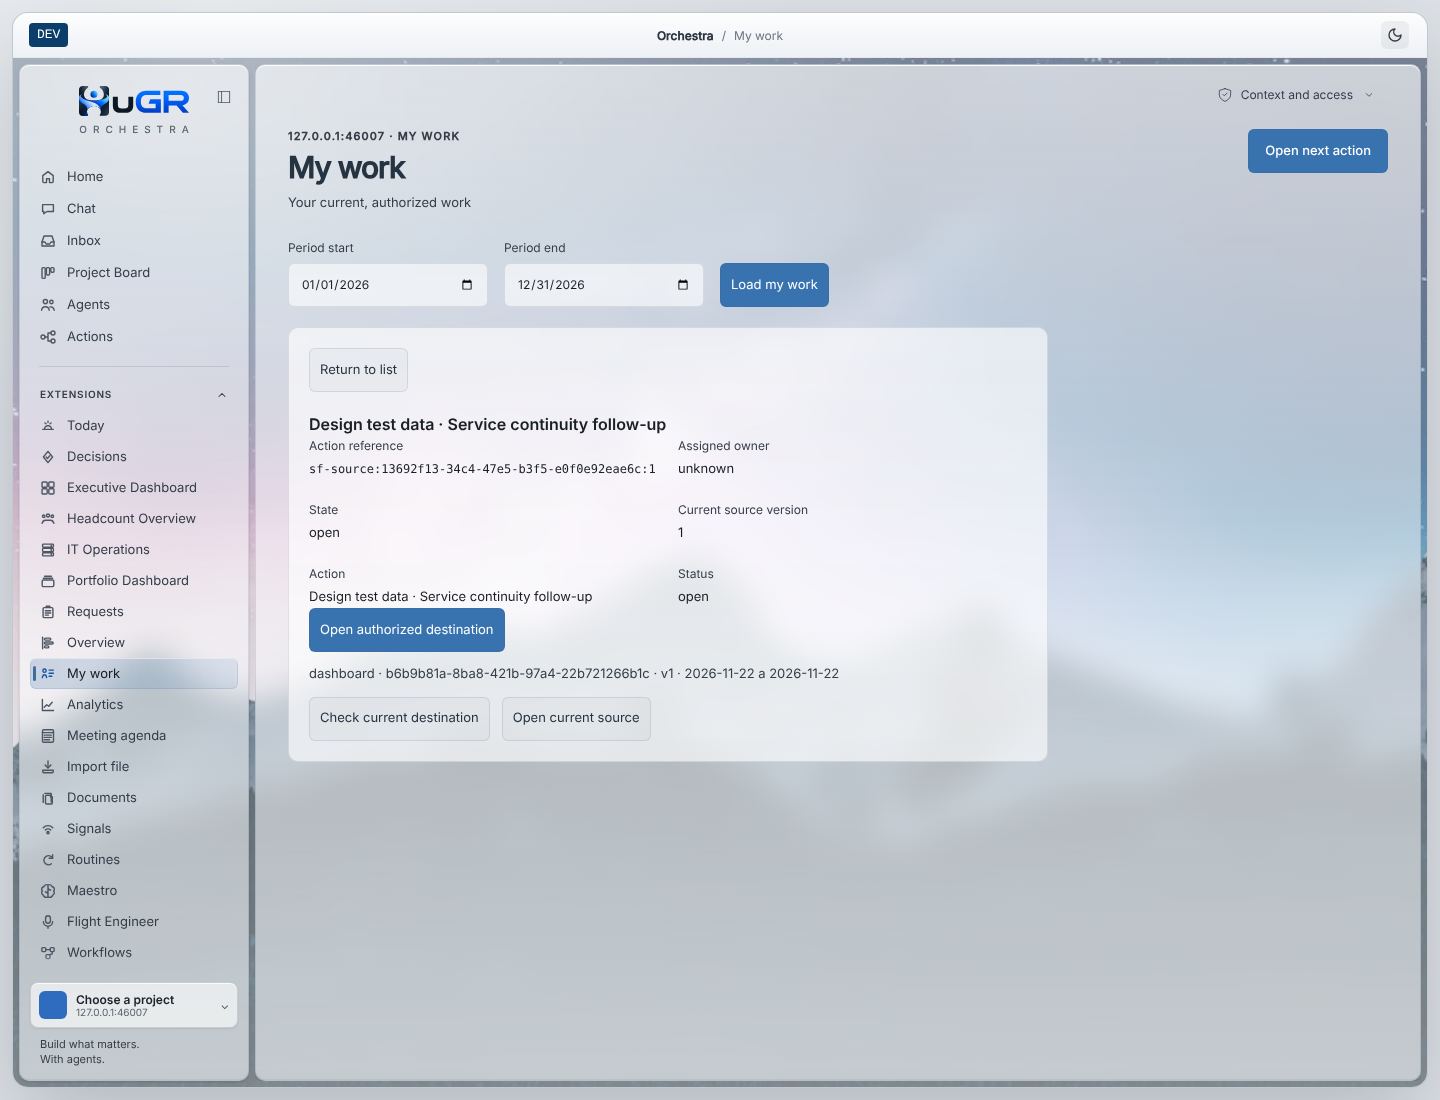 DEV
Orchestra / My work
HuGR
ORCHESTRA
Home
Chat
Inbox
Project Board
Agents
Actions
EXTENSIONS
Today
Decisions
Executive Dashboard
Headcount Overview
IT Operations
Portfolio Dashboard
Requests
Overview
My work
Analytics
Meeting agenda
Import file
Documents
Signals
Routines
Maestro
Flight Engineer
Workflows
Choose a project
127.0.0.1:46007
Build what matters.
With agents.
Context and access
127.0.0.1:46007 · MY WORK
My work
Your current, authorized work
Open next action
Period start
Period end
01/01/2026
12/31/2026
Load my work
Return to list
Design test data · Service continuity follow-up
Action reference
sf-source:13692f13-34c4-47e5-b3f5-e0f0e92eae6c:1
Assigned owner
unknown
State
open
Current source version
1
Action
Design test data · Service continuity follow-up
Status
open
Open authorized destination
dashboard · b6b9b81a-8ba8-421b-97a4-22b721266b1c · v1 · 2026-11-22 a 2026-11-22
Check current destination
Open current source